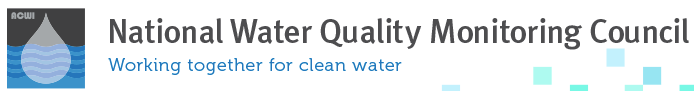 ACWI
National Water Quality Monitoring Council
Working together for clean water